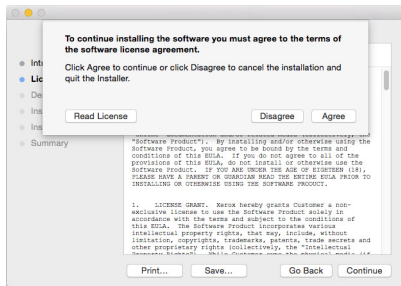 To continue installing the software you must agree to the terms of
the software license agreement.
Click Agree to continue or click Disagree to cancel the installation and
quit the Installer.
Read License
Disagree
Agree
Summary
"Software Product"). By installing and/or otherwise using the
Software Product, you agree to be bound by the terms and
conditions of this EULA. If you do not agree to all of the
provisions of this EULA, do not install or otherwise use the
Software Product. IF YOU ARE UNDER THE AGE OF EIGHTEEN (18),
PLEASE HAVE A PARENT OR GUARDIAN READ THE ENTIRE EULA PRIOR TO
INSTALLING OR OTHERWISE USING THE SOFTWARE PRODUCT.
1. LICENSE GRANT. Xerox hereby grants Customer a non-
exclusive license to use the Software Product solely in
accordance with the terms and subject to the conditions of
this EULA. The Software Product incorporates various
intellectual property rights, that may, include, without
limitation, copyrights, trademarks, patents, trade secrets and
other proprietary rights (collectively, the "Intellectual
Print...
Save...
Go Back
Continue